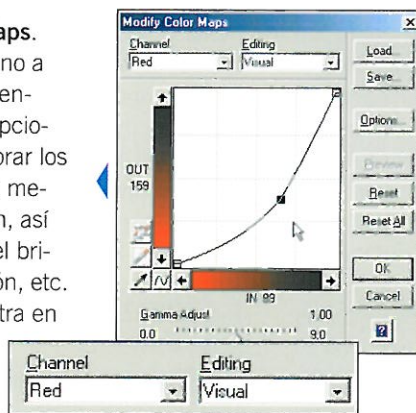 aps.
no a
en-
pcio-
orar los
me-
n, así
el bri-
ón, etc.
tra en
Modify Color Maps
Channel
Editing
Red
Visual
Load
Save
Options
Preview
Reset
Reset All
OK
Cancel
OUT
159
IN 99
Gamma Adjust
1.00
0.0
9.0
?
Channel
Editing
Red
Visual